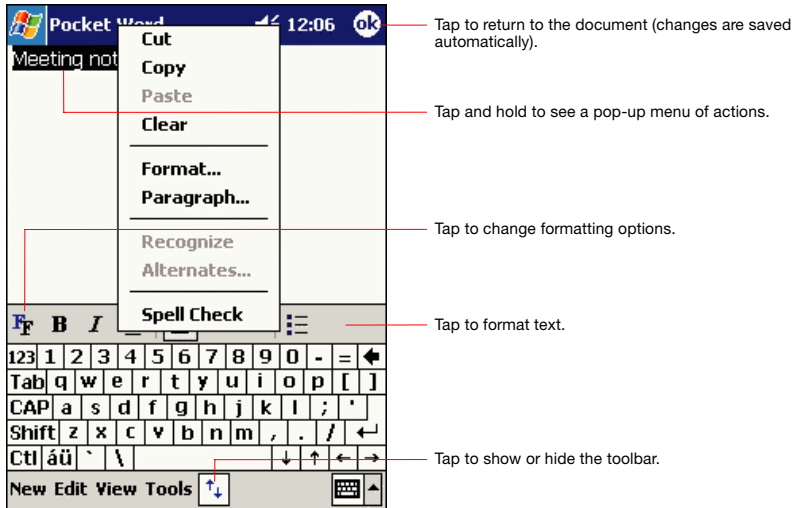 Pocket Word 12:06 ok
Meeting not
Cut
Copy
Paste
Clear
Format...
Paragraph...
Recognize
Alternates...
Spell Check
FF B I
123 1 2 3 4 5 6 7 8 9 0 - =
Tab q w e r t y u i o p [ ]
CAP a s d f g h j k l ; '
Shift z x c v b n m , . /
Ctl áü ` \
New Edit View Tools
Tap to return to the document (changes are saved
automatically).
Tap and hold to see a pop-up menu of actions.
Tap to change formatting options.
Tap to format text.
Tap to show or hide the toolbar.